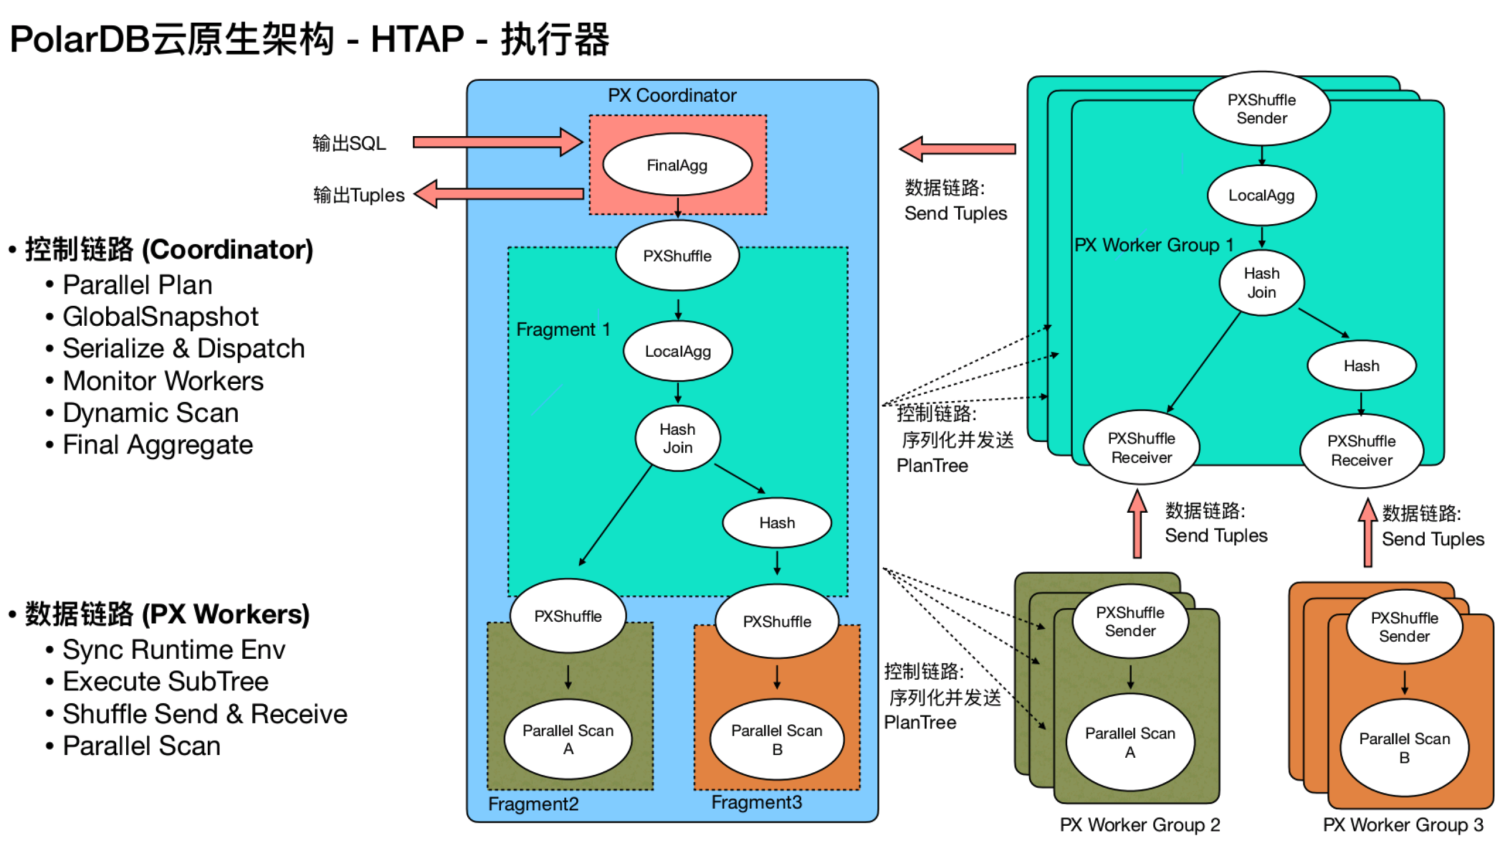 PolarDB云原生架构 - HTAP - 执行器
• 控制链路 (Coordinator)
• Parallel Plan
• GlobalSnapshot
• Serialize & Dispatch
• Monitor Workers
• Dynamic Scan
• Final Aggregate
• 数据链路 (PX Workers)
• Sync Runtime Env
• Execute SubTree
• Shuffle Send & Receive
• Parallel Scan
输出SQL
输出Tuples
PX Coordinator
FinalAgg
PXShuffle
Fragment 1
LocalAgg
Hash
Join
Hash
PXShuffle
PXShuffle
Parallel Scan
A
Parallel Scan
B
Fragment2
Fragment3
数据链路:
Send Tuples
控制链路:
序列化并发送
PlanTree
控制链路:
序列化并发送
PlanTree
PXShuffle
Sender
LocalAgg
PX Worker Group 1
Hash
Join
Hash
PXShuffle
Receiver
PXShuffle
Receiver
数据链路:
Send Tuples
数据链路:
Send Tuples
PXShuffle
Sender
Parallel Scan
A
PX Worker Group 2
PXShuffle
Sender
Parallel Scan
B
PX Worker Group 3